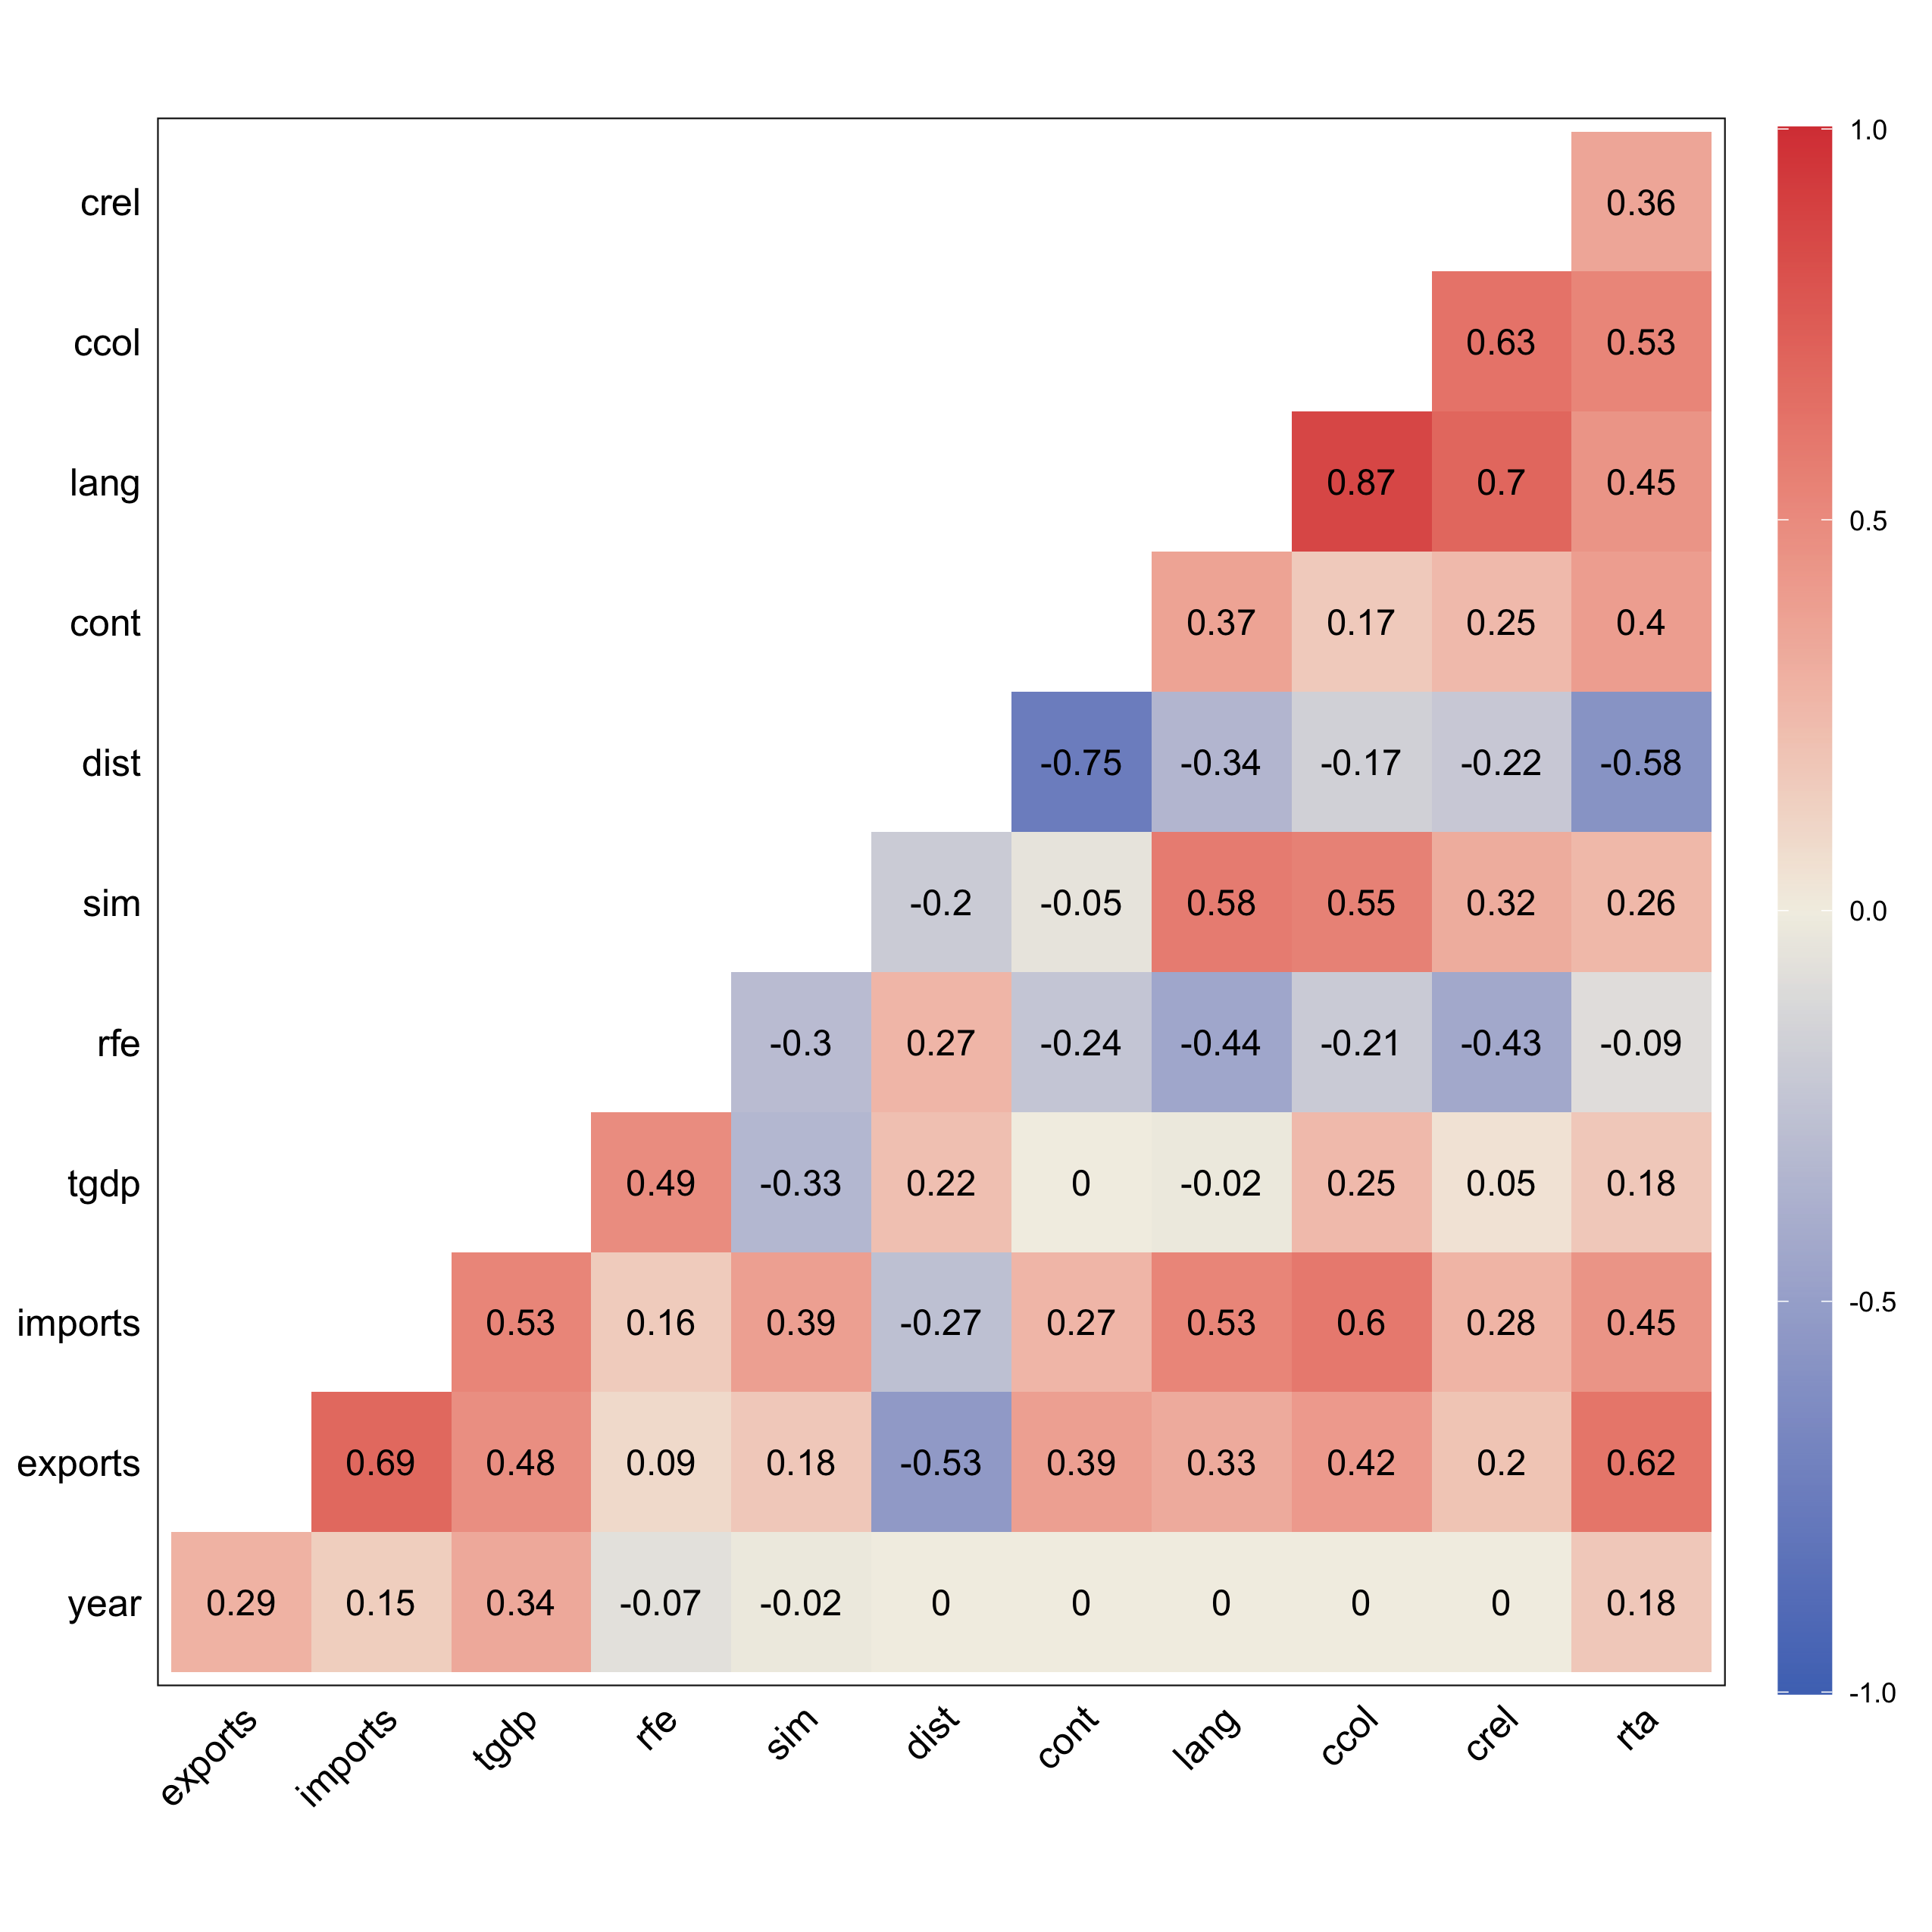 1.0
crel 0.36
ccol 0.63 0.53
lang 0.87 0.7 0.45
0.5
cont 0.37 0.17 0.25 0.4
dist -0.75 -0.34 -0.17 -0.22 -0.58
sim -0.2 -0.05 0.58 0.55 0.32 0.26
0.0
rfe -0.3 0.27 -0.24 -0.44 -0.21 -0.43 -0.09
tgdp 0.49 -0.33 0.22 0 -0.02 0.25 0.05 0.18
imports 0.53 0.16 0.39 -0.27 0.27 0.53 0.6 0.28 0.45
-0.5
exports 0.69 0.48 0.09 0.18 -0.53 0.39 0.33 0.42 0.2 0.62
year 0.29 0.15 0.34 -0.07 -0.02 0 0 0 0 0 0.18
-1.0
exports imports tgdp rfe sim dist cont lang ccol crel rta